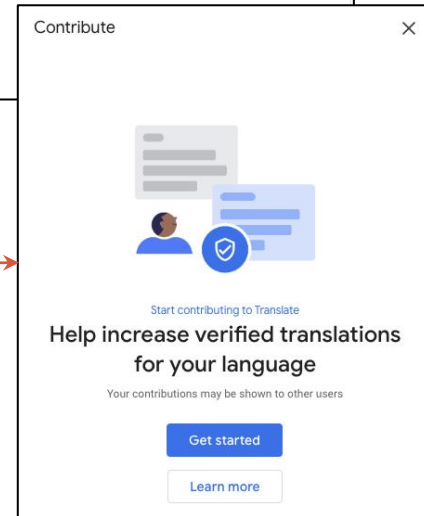 Contribute
Start contributing to Translate
Help increase verified translations
for your language
Your contributions may be shown to other users
Get started
Learn more